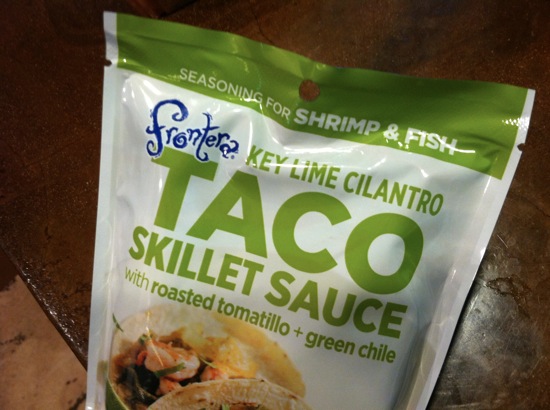 SEASONING FOR SHRIMP & FISH
frontera
KEY LIME CILANTRO
TACO
SKILLET SAUCE
with roasted tomatillo + green chile